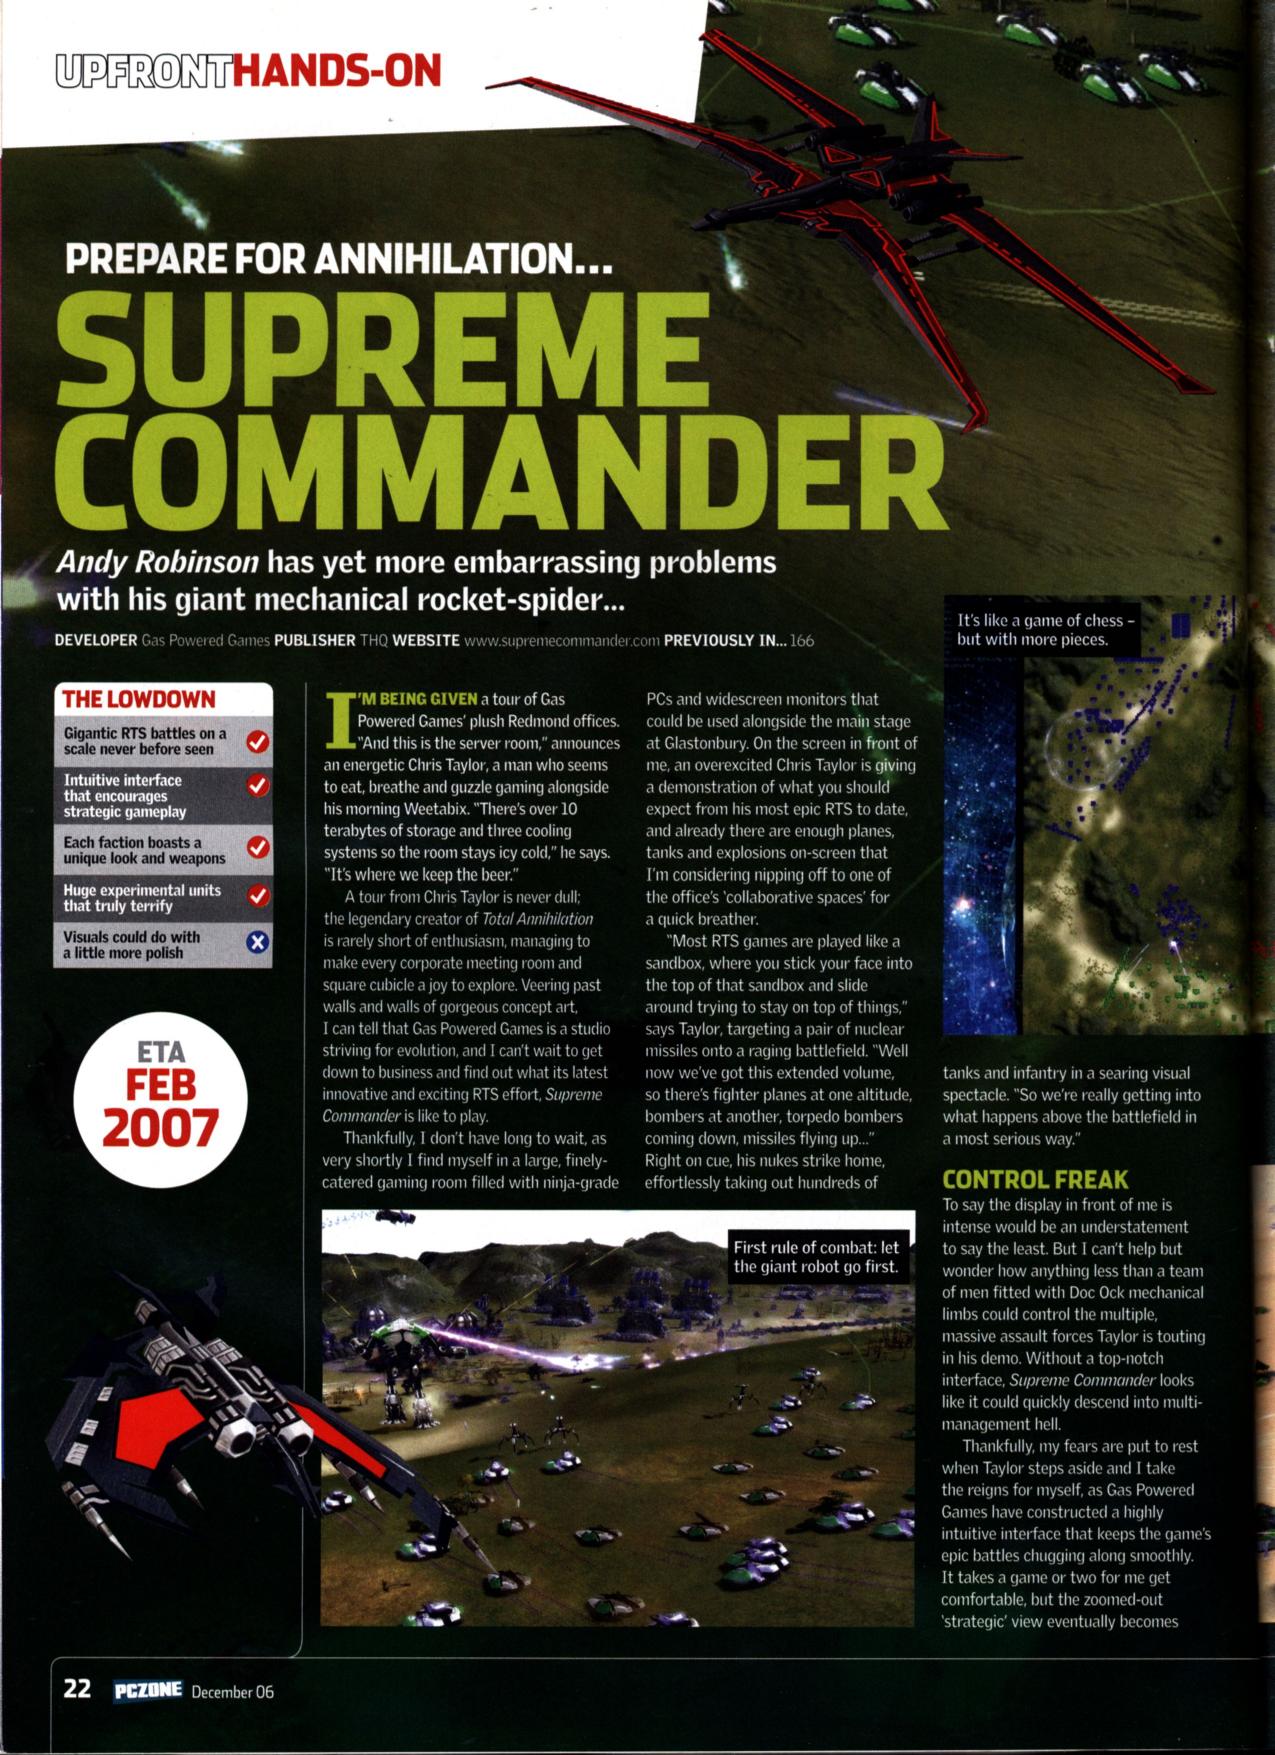 UPFRONTHANDS-ON
PREPARE FOR ANNIHILATION...
SUPREME
COMMANDER
Andy Robinson has yet more embarrassing problems
with his giant mechanical rocket-spider...
DEVELOPER Gas Powered Games PUBLISHER THQ WEBSITE www.supremecommander.com PREVIOUSLY IN... 166
THE LOWDOWN
Gigantic RTS battles on a
scale never before seen
Intuitive interface
that encourages
strategic gameplay
Each faction boasts a
unique look and weapons
Huge experimental units
that truly terrify
Visuals could do with
a little more polish
ETA
FEB
2007
I'M BEING GIVEN a tour of Gas
Powered Games' plush Redmond offices.
"And this is the server room," announces
an energetic Chris Taylor, a man who seems
to eat, breathe and guzzle gaming alongside
his morning Weetabix. "There's over 10
terabytes of storage and three cooling
systems so the room stays icy cold," he says.
"It's where we keep the beer."
A tour from Chris Taylor is never dull;
the legendary creator of Total Annihilation
is rarely short of enthusiasm, managing to
make every corporate meeting room and
square cubicle a joy to explore. Veering past
walls and walls of gorgeous concept art,
I can tell that Gas Powered Games is a studio
striving for evolution, and I can't wait to get
down to business and find out what its latest
innovative and exciting RTS effort, Supreme
Commander is like to play.
Thankfully, I don't have long to wait, as
very shortly I find myself in a large, finely-
catered gaming room filled with ninja-grade
PCs and widescreen monitors that
could be used alongside the main stage
at Glastonbury. On the screen in front of
me, an overexcited Chris Taylor is giving
a demonstration of what you should
expect from his most epic RTS to date,
and already there are enough planes,
tanks and explosions on-screen that
I'm considering nipping off to one of
the office's 'collaborative spaces' for
a quick breather.
"Most RTS games are played like a
sandbox, where you stick your face into
the top of that sandbox and slide
around trying to stay on top of things,"
says Taylor, targeting a pair of nuclear
missiles onto a raging battlefield. "Well
now we've got this extended volume,
so there's fighter planes at one altitude,
bombers at another, torpedo bombers
coming down, missiles flying up..."
Right on cue, his nukes strike home,
effortlessly taking out hundreds of
First rule of combat: let
the giant robot go first.
It's like a game of chess –
but with more pieces.
tanks and infantry in a searing visual
spectacle. "So we're really getting into
what happens above the battlefield in
a most serious way."
CONTROL FREAK
To say the display in front of me is
intense would be an understatement
to say the least. But I can't help but
wonder how anything less than a team
of men fitted with Doc Ock mechanical
limbs could control the multiple,
massive assault forces Taylor is touting
in his demo. Without a top-notch
interface, Supreme Commander looks
like it could quickly descend into multi-
management hell.
Thankfully, my fears are put to rest
when Taylor steps aside and I take
the reigns for myself, as Gas Powered
Games have constructed a highly
intuitive interface that keeps the game's
epic battles chugging along smoothly.
It takes a game or two for me get
comfortable, but the zoomed-out
'strategic' view eventually becomes
22 PCZONE December 06